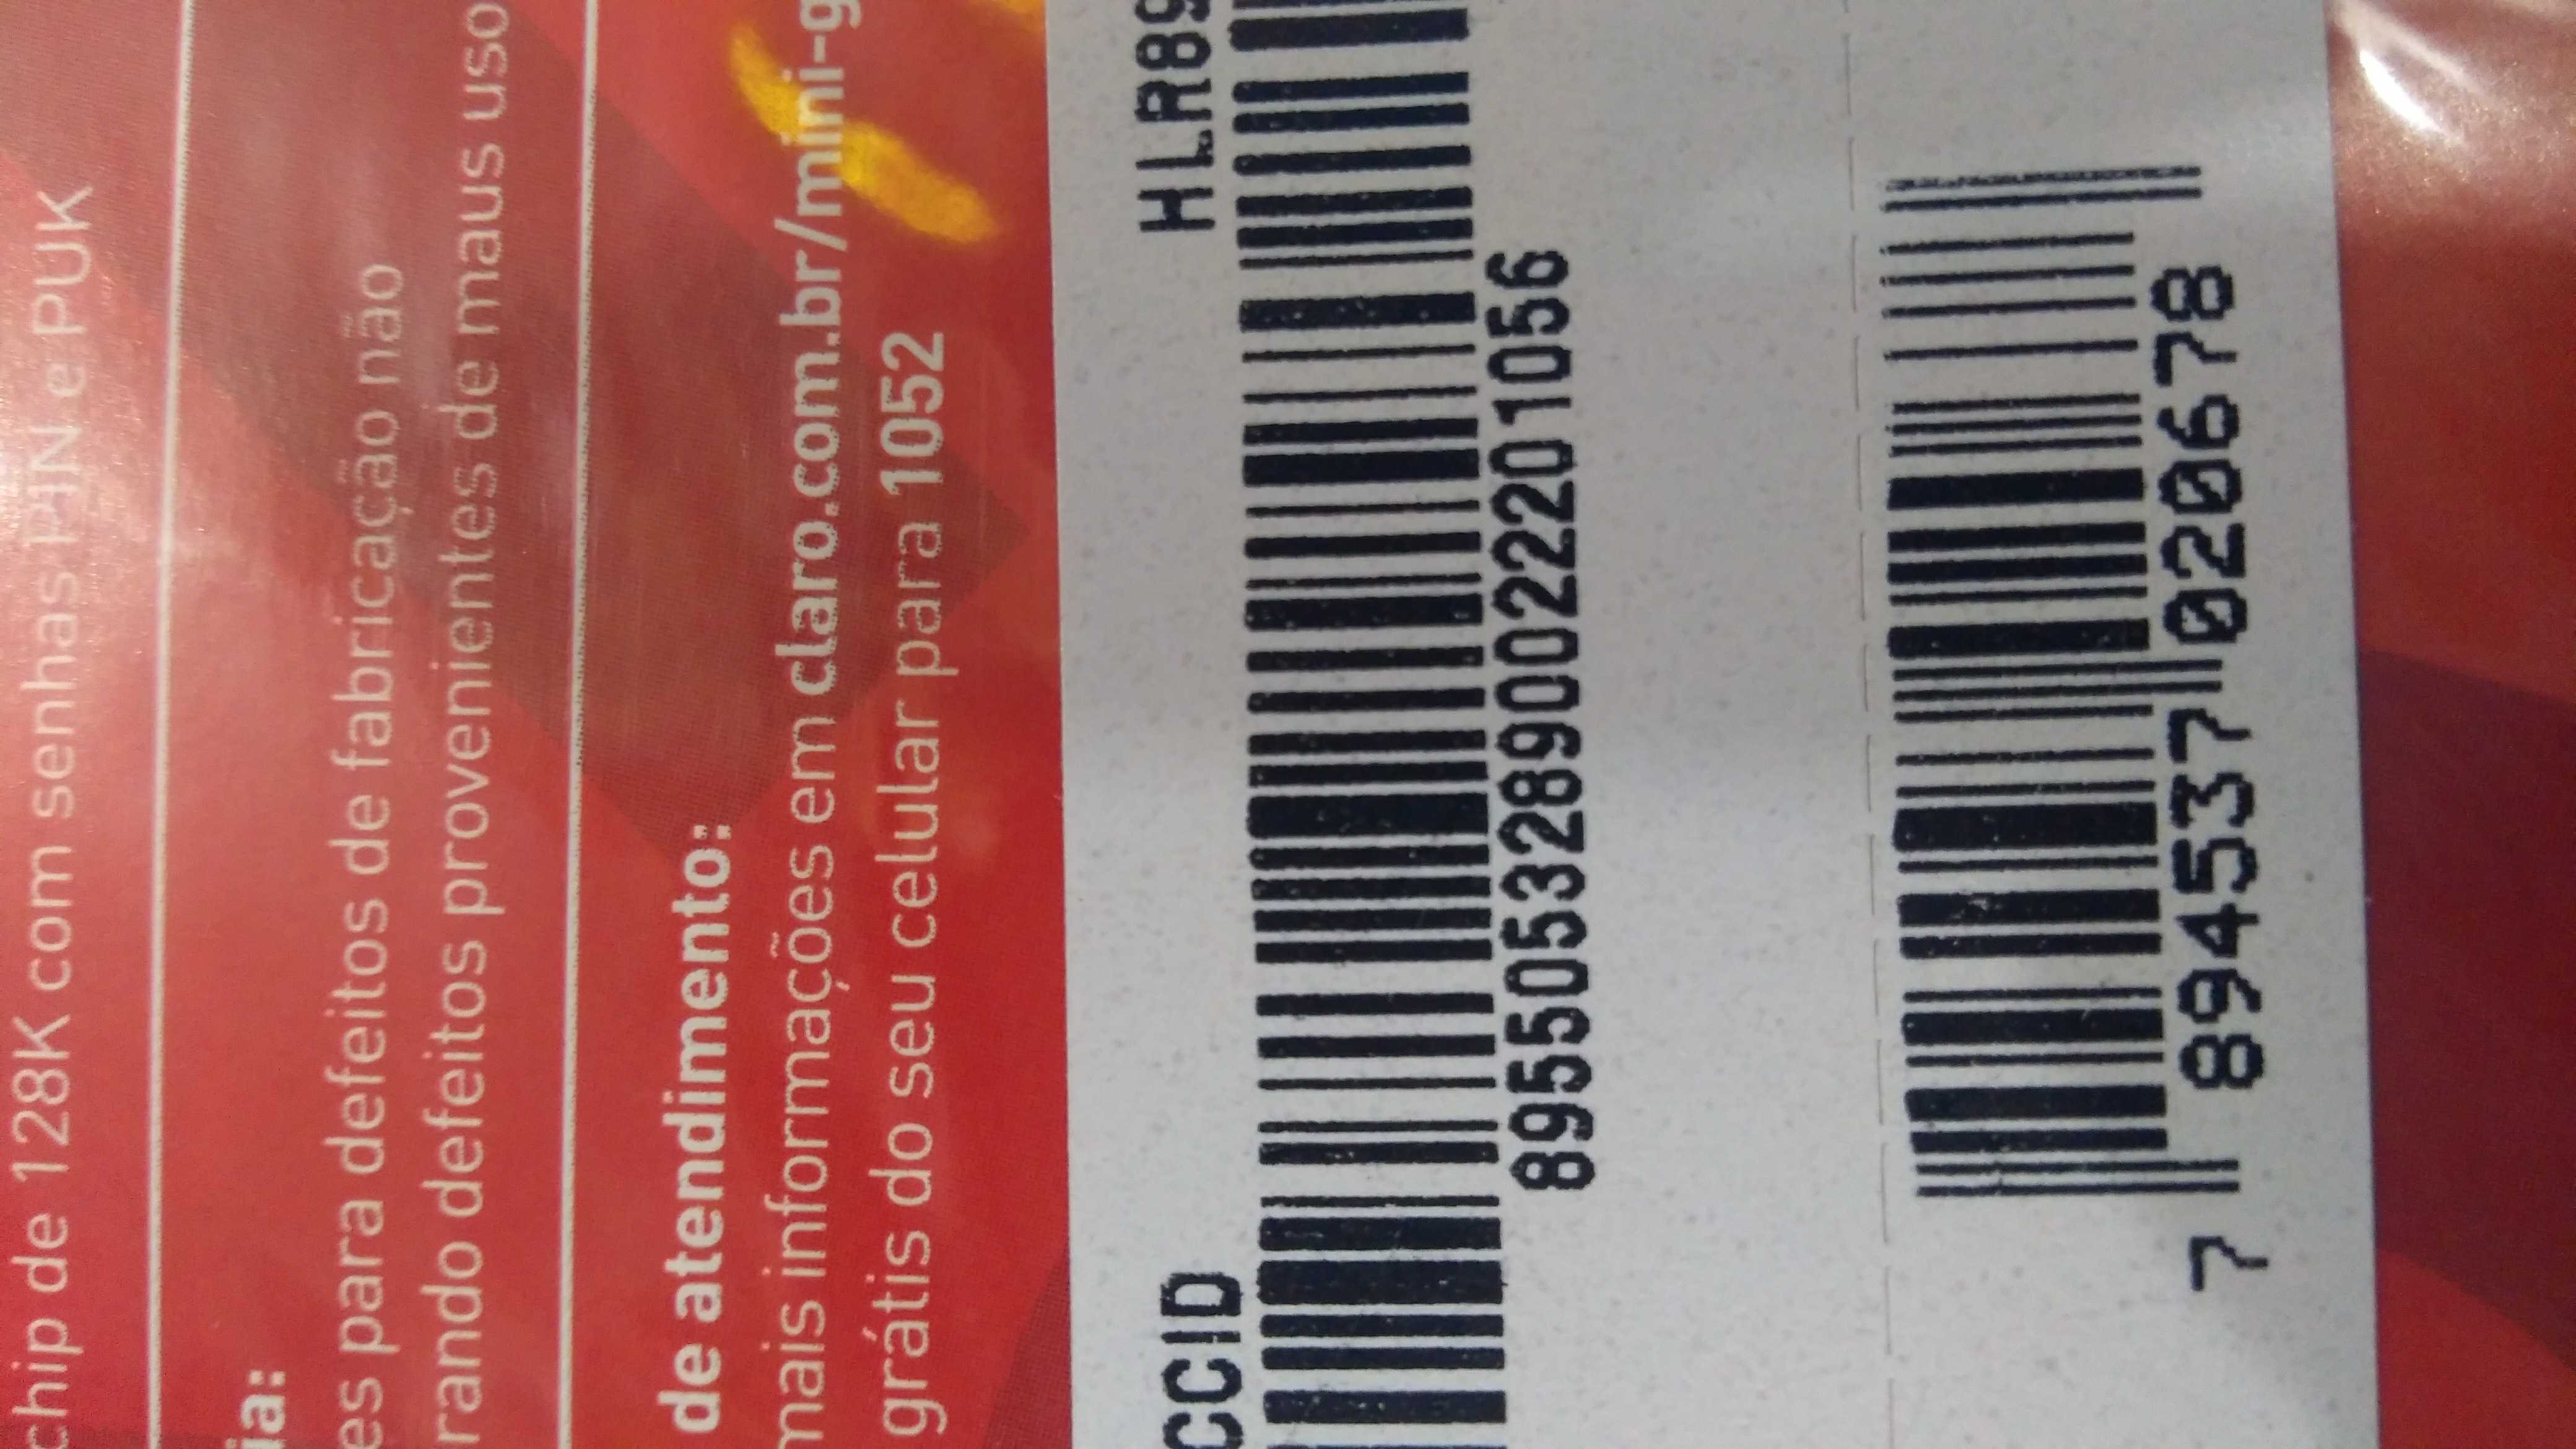 chip de 128K com senhas PIN e PUK
ia:
es para defeitos de fabricação não
rando defeitos provenientes de maus uso
de atendimento:
mais informações em claro.com.br/mini-g
grátis do seu celular para 1052
CCID
HLR89
89550532890022201056
7 894537 020678